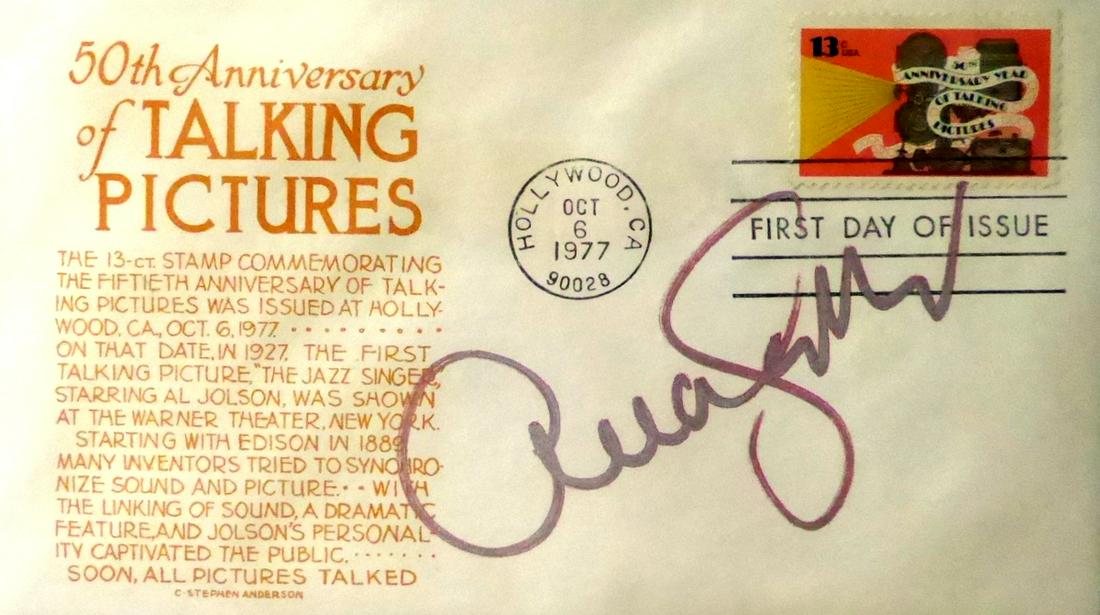 50th Anniversary
of TALKING
PICTURES
THE 13-CT. STAMP COMMEMORATING
THE FIFTIETH ANNIVERSARY OF TALK-
ING PICTURES WAS ISSUED AT HOLLY-
WOOD, CA., OCT. 6, 1977. . . . . . . . . .
ON THAT DATE, IN 1927, THE FIRST
TALKING PICTURE, "THE JAZZ SINGER,"
STARRING AL JOLSON, WAS SHOWN
AT THE WARNER THEATER, NEW YORK.
STARTING WITH EDISON IN 1889
MANY INVENTORS TRIED TO SYNCHRO-
NIZE SOUND AND PICTURE. . . WITH
THE LINKING OF SOUND, A DRAMATIC
FEATURE, AND JOLSON'S PERSONAL-
ITY CAPTIVATED THE PUBLIC. . . . . . . .
SOON, ALL PICTURES TALKED
C. STEPHEN ANDERSON
HOLLYWOOD, CA
OCT
6
1977
90028
13c
USA
50TH
ANNIVERSARY YEAR
OF TALKING
PICTURES
FIRST DAY OF ISSUE